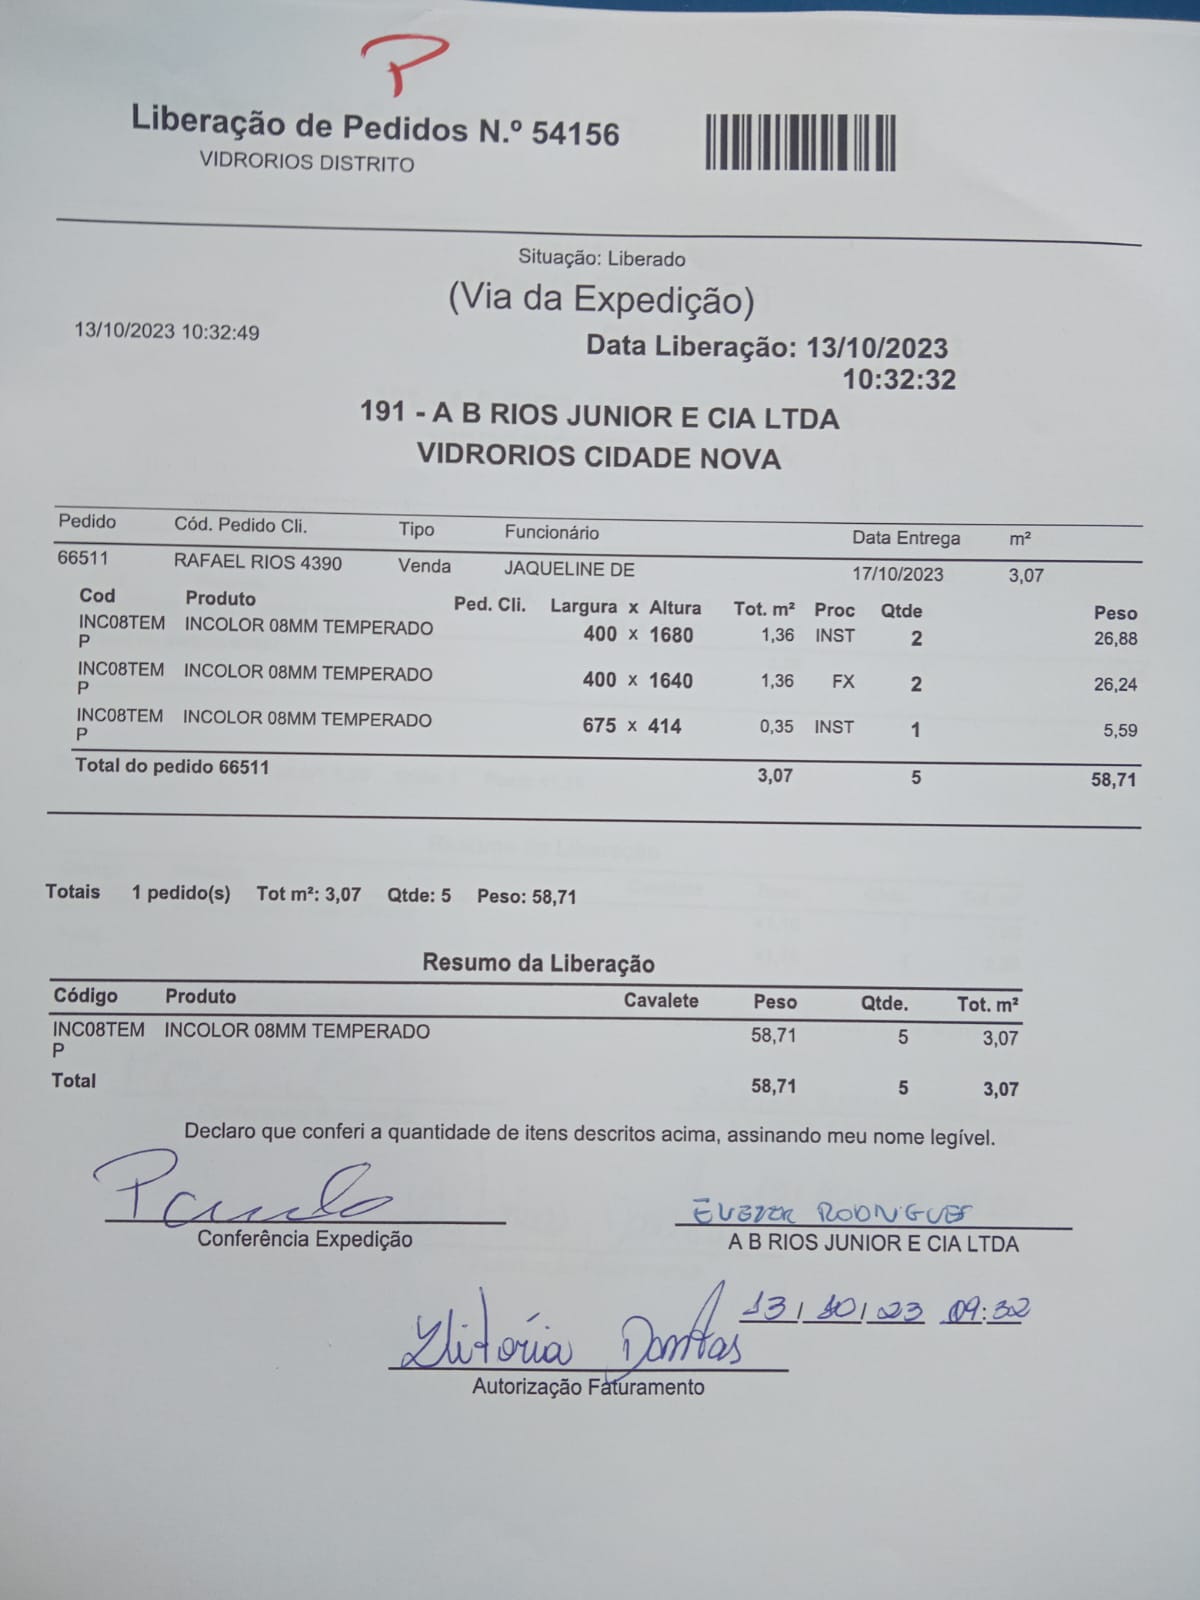 P
Liberação de Pedidos N.º 54156
VIDRORIOS DISTRITO
Situação: Liberado
(Via da Expedição)
13/10/2023 10:32:49
Data Liberação: 13/10/2023
10:32:32
191 - A B RIOS JUNIOR E CIA LTDA
VIDRORIOS CIDADE NOVA
Pedido Cód. Pedido Cli. Tipo Funcionário Data Entrega m²
66511 RAFAEL RIOS 4390 Venda JAQUELINE DE 17/10/2023 3,07
Cod Produto Ped. Cli. Largura x Altura Tot. m² Proc Qtde Peso
INC08TEM INCOLOR 08MM TEMPERADO 400 x 1680 1,36 INST 2 26,88
P
INC08TEM INCOLOR 08MM TEMPERADO 400 x 1640 1,36 FX 2 26,24
P
INC08TEM INCOLOR 08MM TEMPERADO 675 x 414 0,35 INST 1 5,59
P
Total do pedido 66511 3,07 5 58,71
Totais 1 pedido(s) Tot m²: 3,07 Qtde: 5 Peso: 58,71
Resumo da Liberação
Código Produto Cavalete Peso Qtde. Tot. m²
INC08TEM INCOLOR 08MM TEMPERADO 58,71 5 3,07
P
Total 58,71 5 3,07
Declaro que conferi a quantidade de itens descritos acima, assinando meu nome legível.
RODRIGUES
Conferência Expedição A B RIOS JUNIOR E CIA LTDA
13/10/23 09:32
Dantas
Autorização Faturamento